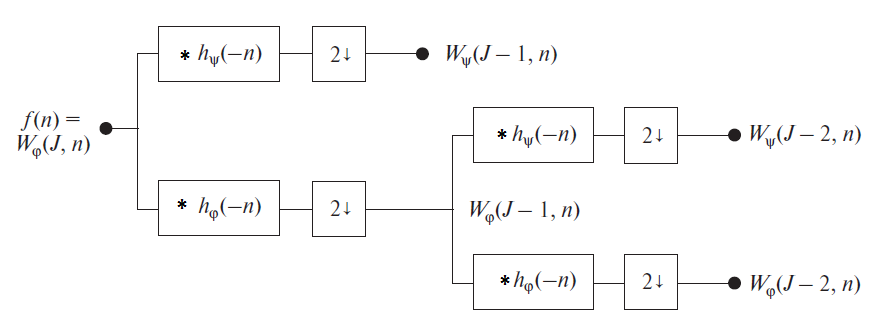 * hψ(−n)
2↓
Wψ(J − 1, n)
f(n) =
Wφ(J, n)
* hψ(−n)
2↓
Wψ(J − 2, n)
* hφ(−n)
2↓
Wφ(J − 1, n)
* hφ(−n)
2↓
Wφ(J − 2, n)